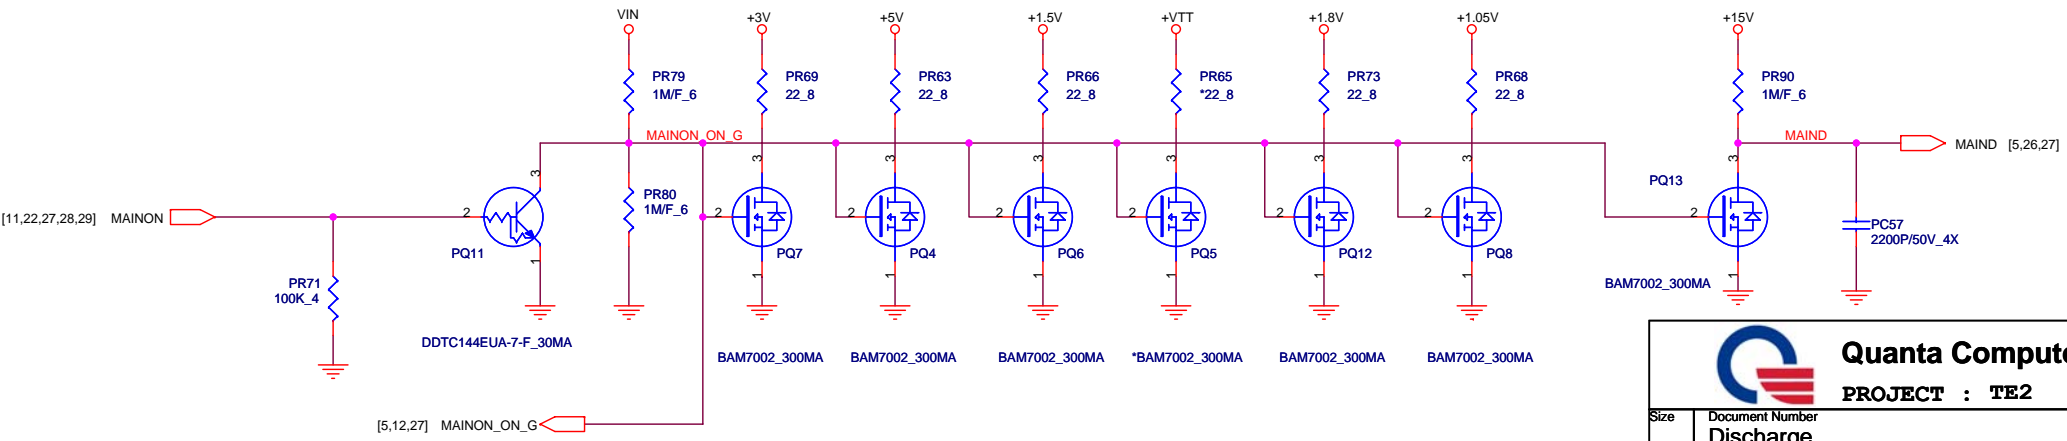 VIN +3V +5V +1.5V +VTT +1.8V +1.05V +15V
PR79 PR69 PR63 PR66 PR65 PR73 PR68 PR90
1M/F_6 22_8 22_8 22_8 *22_8 22_8 22_8 1M/F_6
MAINON_ON_G MAIND
MAIND [5,26,27]
3 3 3 3 3 3 3 3
PQ13
PR80
1M/F_6
[11,22,27,28,29] MAINON 2 2 2 2 2 2 2 2
PC57
2200P/50V_4X
PQ11 PQ7 PQ4 PQ6 PQ5 PQ12 PQ8
1 1 1 1 1 1 1 1
PR71
100K_4
BAM7002_300MA
DDTC144EUA-7-F_30MA
BAM7002_300MA BAM7002_300MA BAM7002_300MA *BAM7002_300MA BAM7002_300MA BAM7002_300MA
[5,12,27] MAINON_ON_G
Quanta Compute
PROJECT : TE2
Size Document Number
Discharge